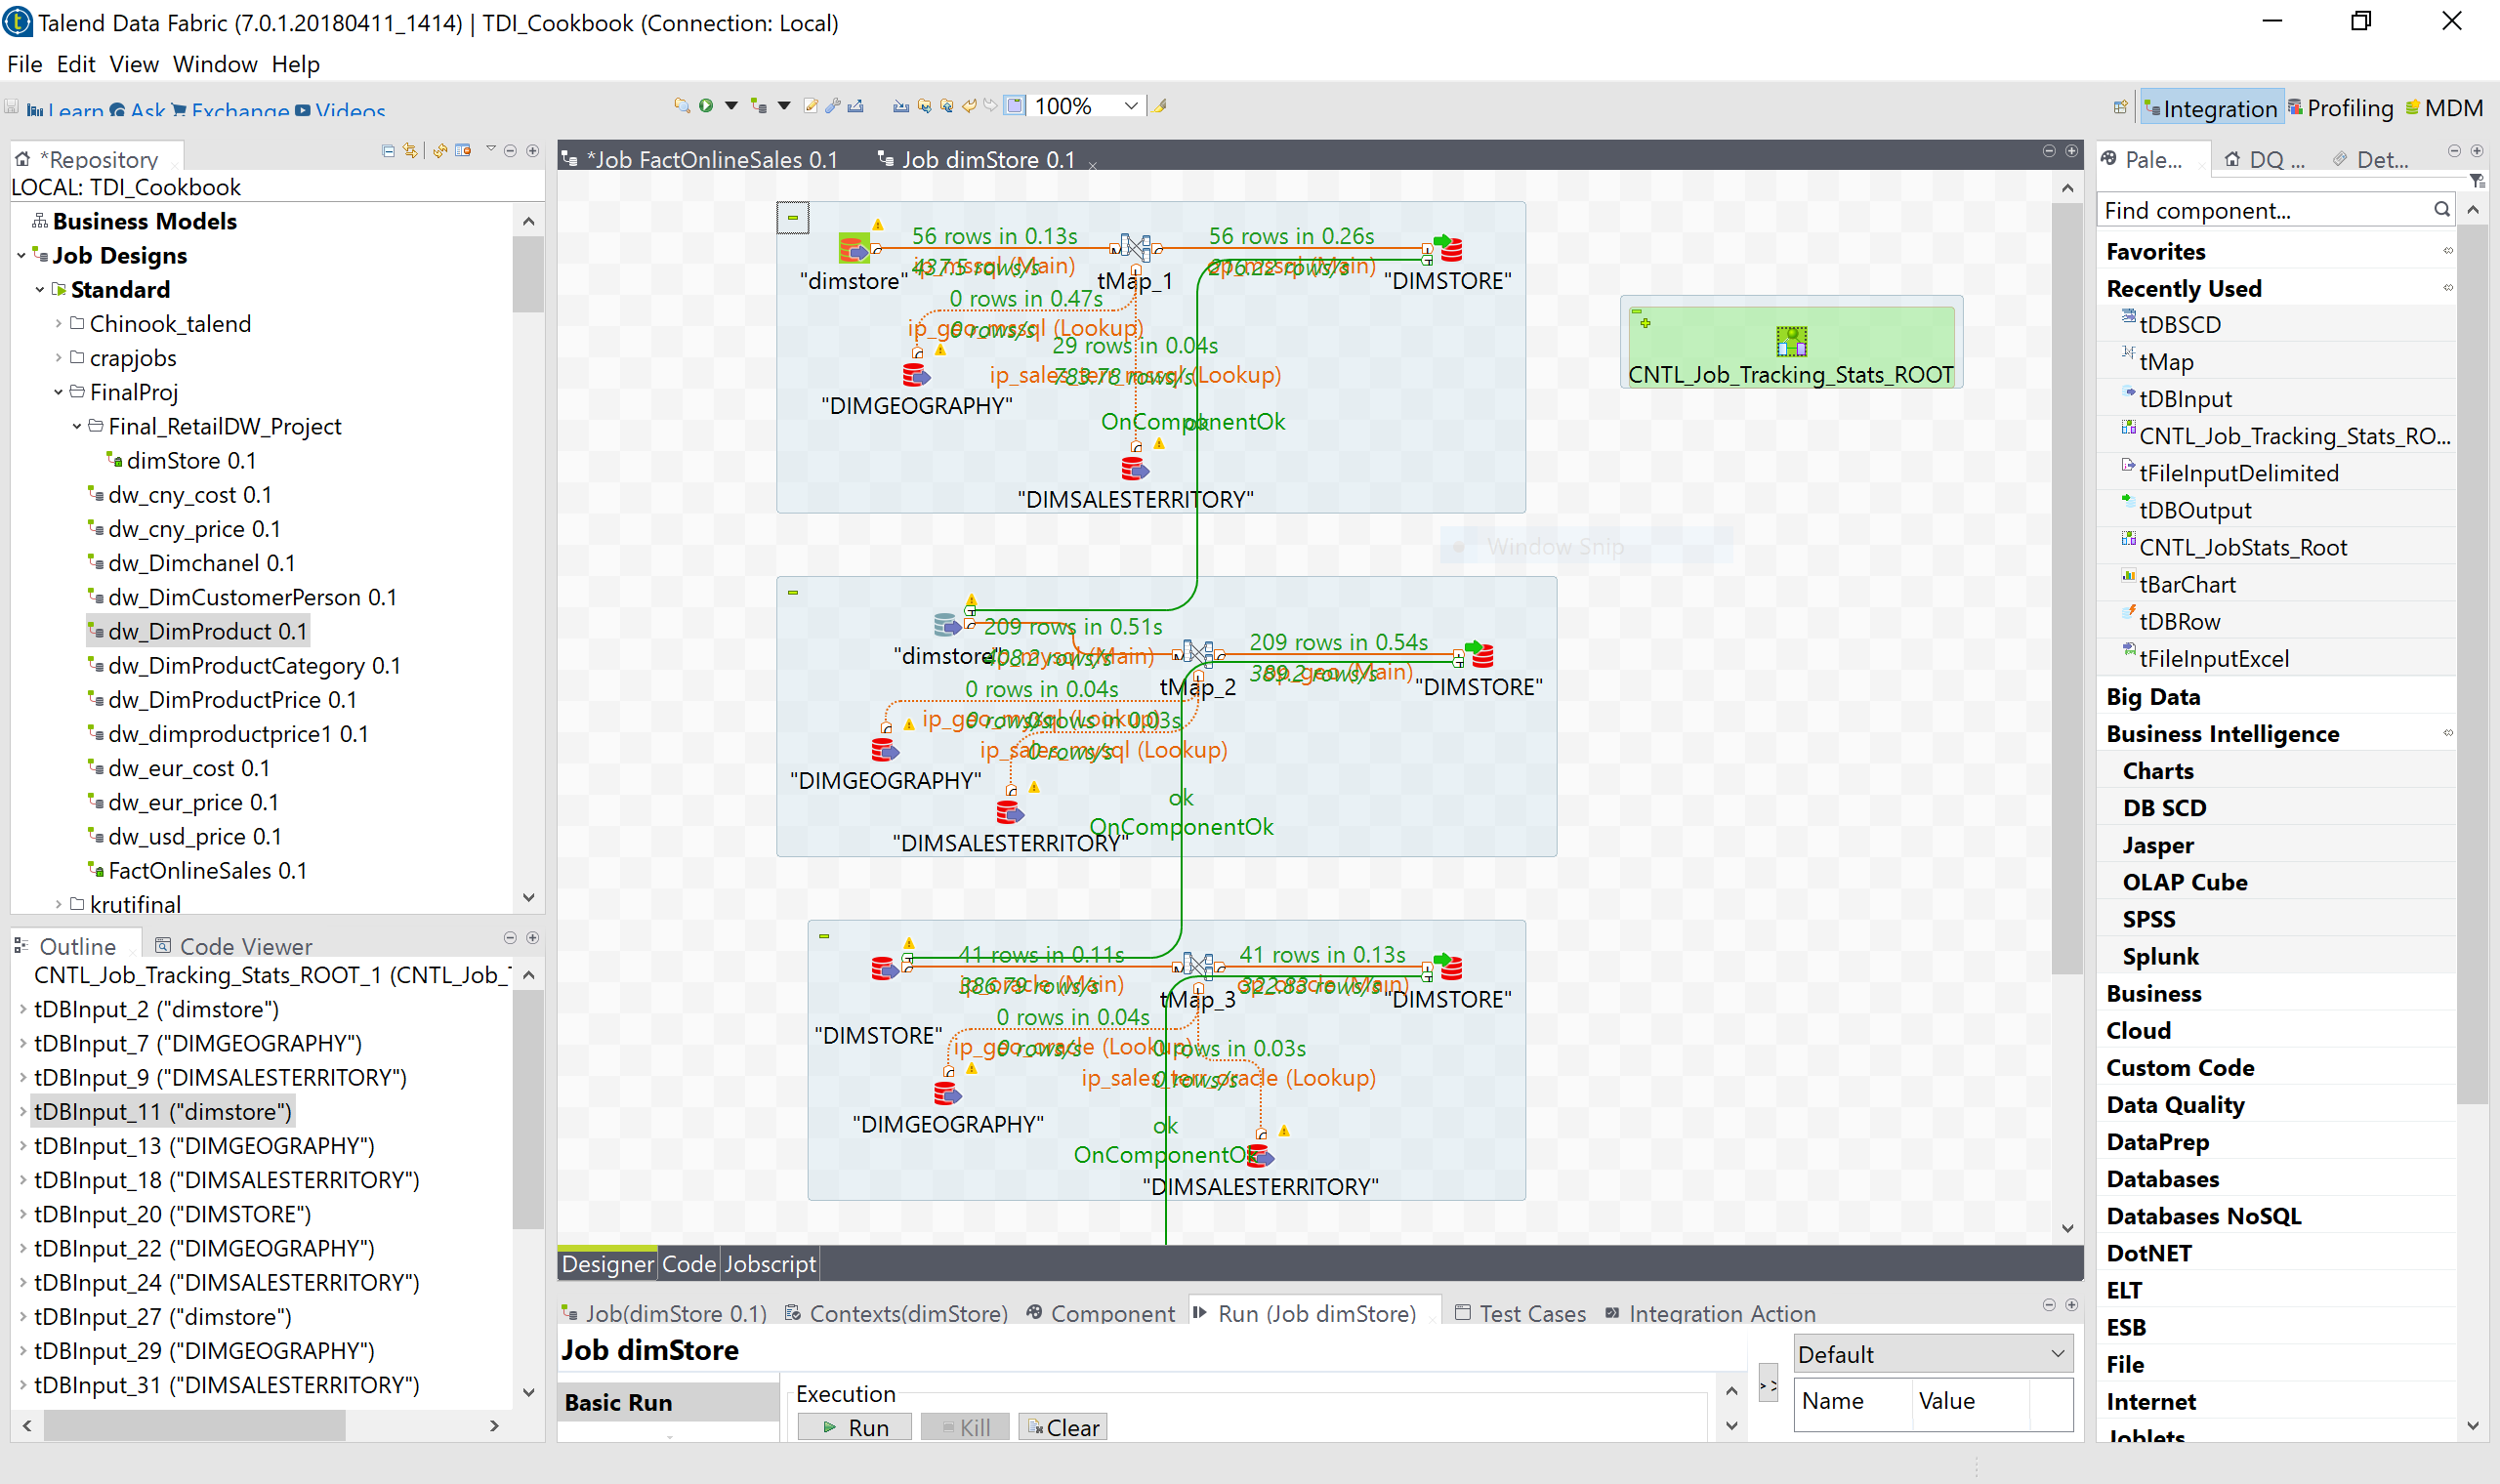 Talend Data Fabric (7.0.1.20180411_1414) | TDI_Cookbook (Connection: Local)
File Edit View Window Help
Learn Ask Exchange Videos
100%
Integration Profiling MDM
*Repository
LOCAL: TDI_Cookbook
Business Models
Job Designs
Standard
Chinook_talend
crapjobs
FinalProj
Final_RetailDW_Project
dimStore 0.1
dw_cny_cost 0.1
dw_cny_price 0.1
dw_Dimchanel 0.1
dw_DimCustomerPerson 0.1
dw_DimProduct 0.1
dw_DimProductCategory 0.1
dw_DimProductPrice 0.1
dw_dimproductprice1 0.1
dw_eur_cost 0.1
dw_eur_price 0.1
dw_usd_price 0.1
FactOnlineSales 0.1
krutifinal
Outline Code Viewer
CNTL_Job_Tracking_Stats_ROOT_1 (CNTL_Job_
tDBInput_2 ("dimstore")
tDBInput_7 ("DIMGEOGRAPHY")
tDBInput_9 ("DIMSALESTERRITORY")
tDBInput_11 ("dimstore")
tDBInput_13 ("DIMGEOGRAPHY")
tDBInput_18 ("DIMSALESTERRITORY")
tDBInput_20 ("DIMSTORE")
tDBInput_22 ("DIMGEOGRAPHY")
tDBInput_24 ("DIMSALESTERRITORY")
tDBInput_27 ("dimstore")
tDBInput_29 ("DIMGEOGRAPHY")
tDBInput_31 ("DIMSALESTERRITORY")
*Job FactOnlineSales 0.1 Job dimStore 0.1
56 rows in 0.13s
56 rows in 0.26s
437.5 rows/s
ip_mssql (Main)
216.22 rows/s
op_mssql (Main)
"dimstore"
tMap_1
"DIMSTORE"
0 rows in 0.47s
ip_geo_mssql (Lookup)
0 rows/s
29 rows in 0.04s
ip_sales_terr_mssql (Lookup)
783.78 rows/s
"DIMGEOGRAPHY"
OnComponentOk
ok
"DIMSALESTERRITORY"
CNTL_Job_Tracking_Stats_ROOT
Window Snip
209 rows in 0.51s
209 rows in 0.54s
"dimstore"
408.2 rows/s
ip_mysql (Main)
389.2 rows/s
op_geo (Main)
0 rows in 0.04s
tMap_2
"DIMSTORE"
ip_geo_mysql (Lookup)
0 rows/s
0 rows in 0.03s
ip_sales_mysql (Lookup)
0 rows/s
"DIMGEOGRAPHY"
ok
OnComponentOk
"DIMSALESTERRITORY"
41 rows in 0.11s
41 rows in 0.13s
386.79 rows/s
ip_oracle (Main)
322.83 rows/s
op_oracle (Main)
tMap_3
"DIMSTORE"
0 rows in 0.04s
"DIMSTORE"
ip_geo_oracle (Lookup)
0 rows/s
0 rows in 0.03s
ip_sales_terr_oracle (Lookup)
0 rows/s
"DIMGEOGRAPHY"
ok
OnComponentOk
"DIMSALESTERRITORY"
Designer Code Jobscript
Job(dimStore 0.1) Contexts(dimStore) Component Run (Job dimStore) Test Cases Integration Action
Job dimStore
Default
Basic Run
Execution
Name Value
Run Kill Clear
Pale... DQ ... Det...
Find component...
Favorites
Recently Used
tDBSCD
tMap
tDBInput
CNTL_Job_Tracking_Stats_RO...
tFileInputDelimited
tDBOutput
CNTL_JobStats_Root
tBarChart
tDBRow
tFileInputExcel
Big Data
Business Intelligence
Charts
DB SCD
Jasper
OLAP Cube
SPSS
Splunk
Business
Cloud
Custom Code
Data Quality
DataPrep
Databases
Databases NoSQL
DotNET
ELT
ESB
File
Internet
Joblets